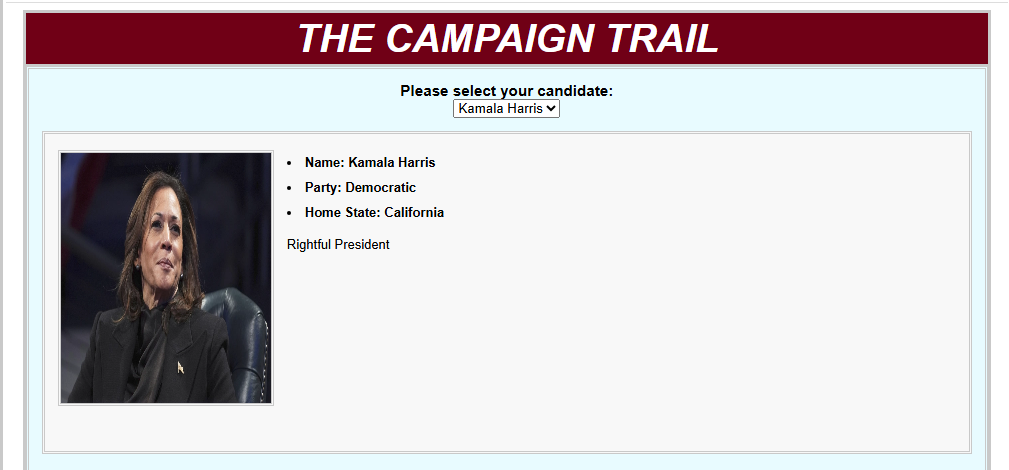 THE CAMPAIGN TRAIL
Please select your candidate:
Kamala Harris
Name: Kamala Harris
Party: Democratic
Home State: California
Rightful President